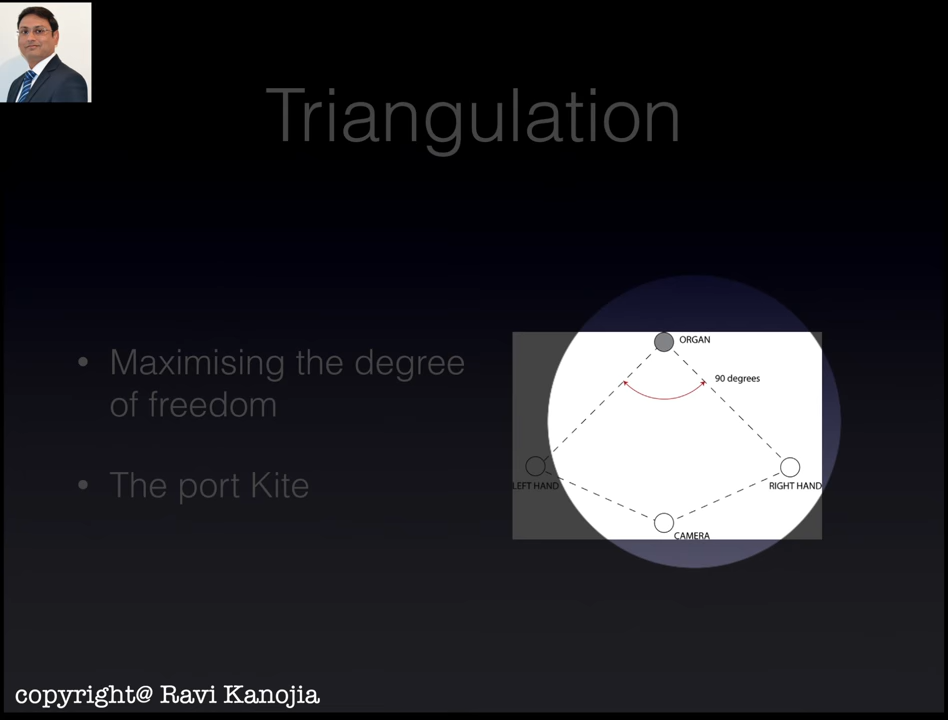 Triangulation
• Maximising the degree
of freedom
• The port Kite
ORGAN
90 degrees
LEFT HAND
RIGHT HAND
CAMERA
copyright@ Ravi Kanojia